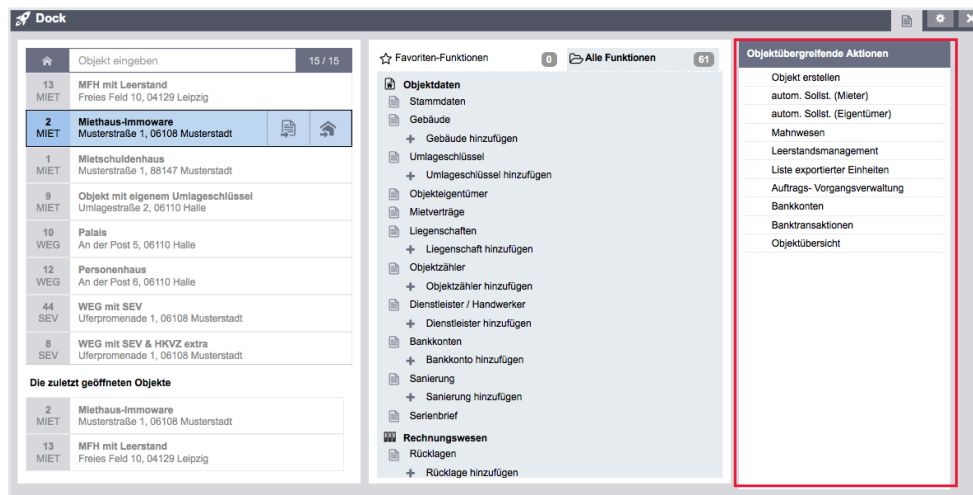 Dock
Objekt eingeben 15 / 15
13 MFH mit Leerstand
MIET Freies Feld 10, 04129 Leipzig
2 Miethaus-Immoware
MIET Musterstraße 1, 06108 Musterstadt
1 Mietschuldenhaus
MIET Musterstraße 1, 88147 Musterstadt
9 Objekt mit eigenem Umlageschlüssel
MIET Umlagestraße 2, 06110 Halle
10 Palais
WEG An der Post 5, 06110 Halle
12 Personenhaus
WEG An der Post 6, 06110 Halle
44 WEG mit SEV
SEV Uferpromenade 1, 06108 Musterstadt
8 WEG mit SEV & HKVZ extra
SEV Uferpromenade 1, 06108 Musterstadt
Die zuletzt geöffneten Objekte
2 Miethaus-Immoware
MIET Musterstraße 1, 06108 Musterstadt
13 MFH mit Leerstand
MIET Freies Feld 10, 04129 Leipzig
Favoriten-Funktionen 0 Alle Funktionen 61
Objektdaten
Stammdaten
Gebäude
+ Gebäude hinzufügen
Umlageschlüssel
+ Umlageschlüssel hinzufügen
Objekteigentümer
Mietverträge
Liegenschaften
+ Liegenschaft hinzufügen
Objektzähler
+ Objektzähler hinzufügen
Dienstleister / Handwerker
+ Dienstleister hinzufügen
Bankkonten
+ Bankkonto hinzufügen
Sanierung
+ Sanierung hinzufügen
Serienbrief
Rechnungswesen
Rücklagen
+ Rücklage hinzufügen
Objektübergreifende Aktionen
Objekt erstellen
autom. Sollst. (Mieter)
autom. Sollst. (Eigentümer)
Mahnwesen
Leerstandsmanagement
Liste exportierter Einheiten
Auftrags- Vorgangsverwaltung
Bankkonten
Banktransaktionen
Objektübersicht